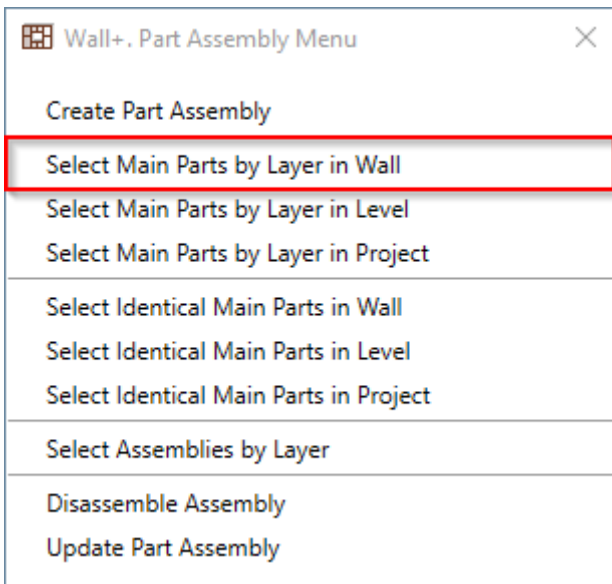 Wall+. Part Assembly Menu
Create Part Assembly
Select Main Parts by Layer in Wall
Select Main Parts by Layer in Level
Select Main Parts by Layer in Project
Select Identical Main Parts in Wall
Select Identical Main Parts in Level
Select Identical Main Parts in Project
Select Assemblies by Layer
Disassemble Assembly
Update Part Assembly